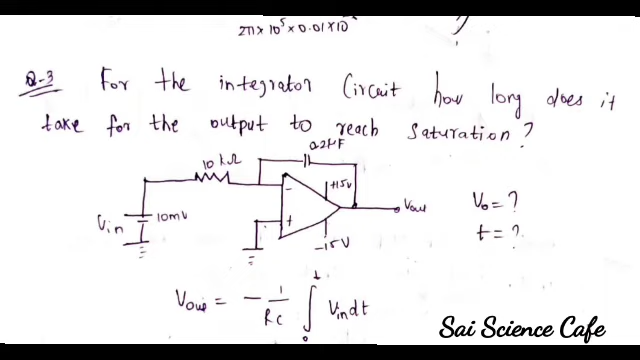 2π × 10⁵ × 0.01 × 10
Q-3 For the integrator Circuit how long does it
take for the output to reach saturation?
0.2μF
10 kΩ
+15V
-
+
Vout
Vin
10mV
-15V
V₀ = ?
t = ?
Vout = - 1/RC ∫₀ᵗ Vin dt
Sai Science Cafe